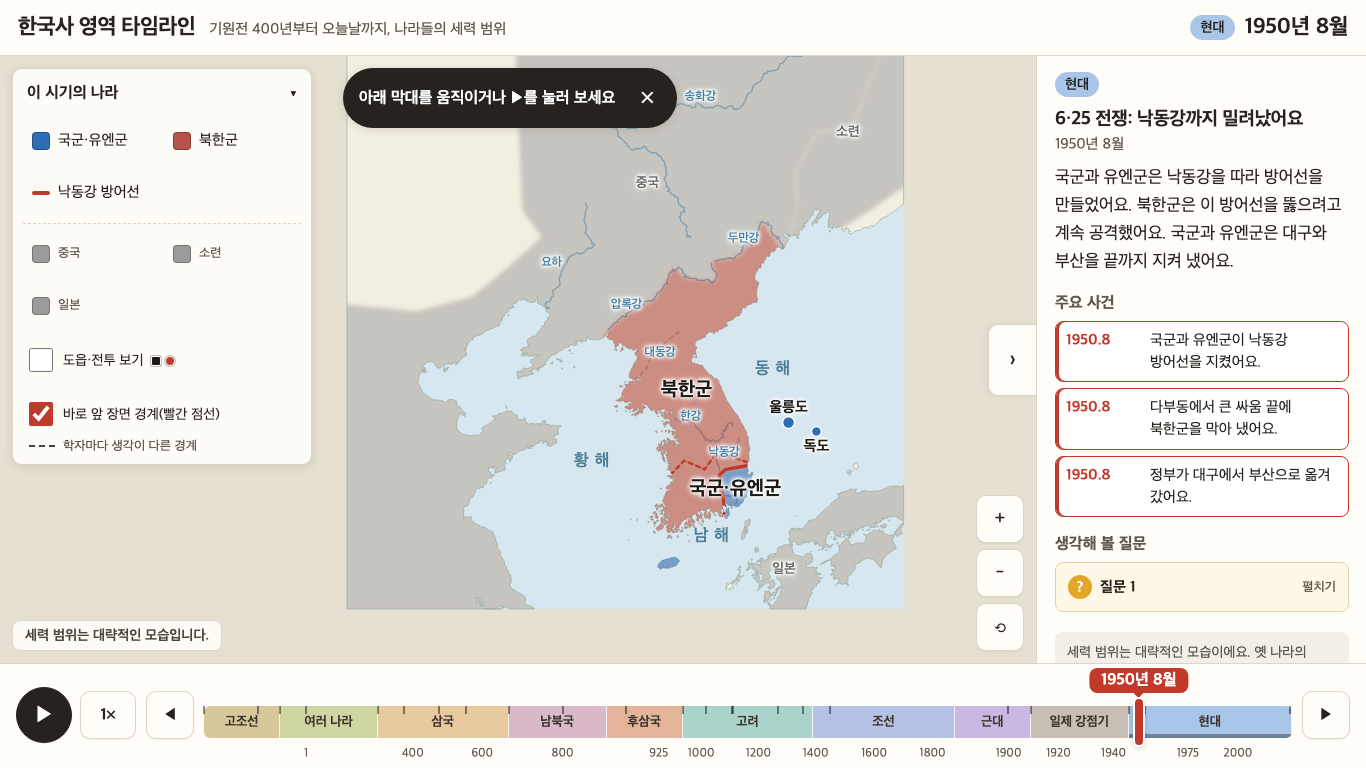 한국사 영역 타임라인
기원전 400년부터 오늘날까지, 나라들의 세력 범위
현대
1950년 8월
이 시기의 나라
▼
국군·유엔군
북한군
낙동강 방어선
중국
소련
일본
도읍·전투 보기
바로 앞 장면 경계(빨간 점선)
학자마다 생각이 다른 경계
아래 막대를 움직이거나 ▶를 눌러 보세요 ✕
송화강
소련
중국
두만강
요하
압록강
대동강
동 해
북한군
울릉도
한강
독도
낙동강
황 해
국군·유엔군
남 해
일본
›
+
−
⟲
세력 범위는 대략적인 모습입니다.
현대
6·25 전쟁: 낙동강까지 밀려났어요
1950년 8월
국군과 유엔군은 낙동강을 따라 방어선을
만들었어요. 북한군은 이 방어선을 뚫으려고
계속 공격했어요. 국군과 유엔군은 대구와
부산을 끝까지 지켜 냈어요.
주요 사건
1950.8 국군과 유엔군이 낙동강
방어선을 지켰어요.
1950.8 다부동에서 큰 싸움 끝에
북한군을 막아 냈어요.
1950.8 정부가 대구에서 부산으로 옮겨
갔어요.
생각해 볼 질문
? 질문 1 펼치기
세력 범위는 대략적인 모습이에요. 옛 나라의
1950년 8월
▶ 1× ◀
고조선 여러 나라 삼국 남북국 후삼국 고려 조선 근대 일제 강점기 현대
▶
1 400 600 800 925 1000 1200 1400 1600 1800 1900 1920 1940 1975 2000